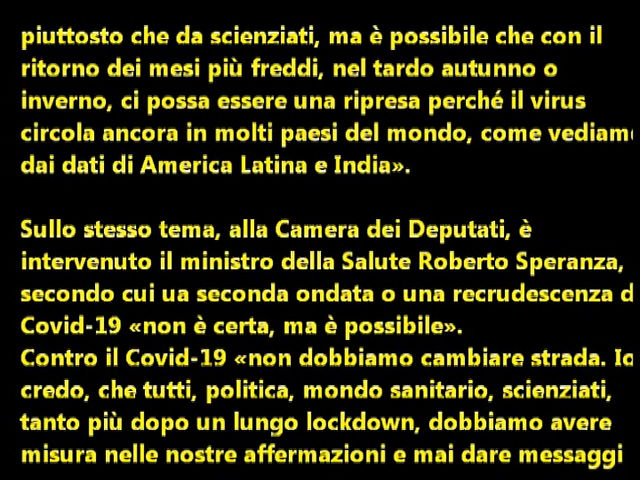 piuttosto che da scienziati, ma è possibile che con il
ritorno dei mesi più freddi, nel tardo autunno o
inverno, ci possa essere una ripresa perché il virus
circola ancora in molti paesi del mondo, come vediam
dai dati di America Latina e India».
Sullo stesso tema, alla Camera dei Deputati, è
intervenuto il ministro della Salute Roberto Speranza,
secondo cui ua seconda ondata o una recrudescenza d
Covid-19 «non è certa, ma è possibile».
Contro il Covid-19 «non dobbiamo cambiare strada. Io
credo, che tutti, politica, mondo sanitario, scienziati,
tanto più dopo un lungo lockdown, dobbiamo avere
misura nelle nostre affermazioni e mai dare messaggi